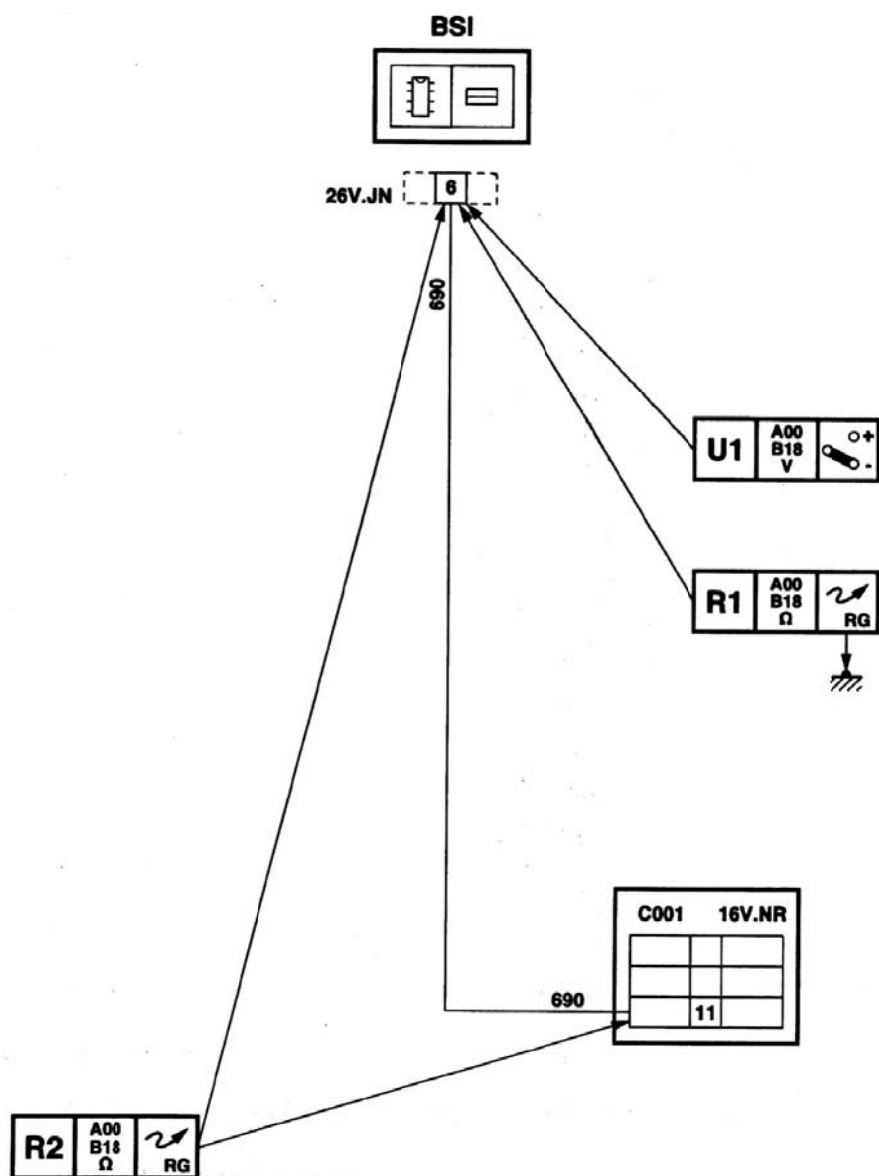 BSI
26V.JN 6
690
U1 A00 B18 V + -
R1 A00 B18 Ω RG
C001 16V.NR
690
11
R2 A00 B18 Ω RG